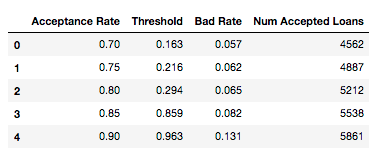 Acceptance Rate Threshold Bad Rate Num Accepted Loans
0 0.70 0.163 0.057 4562
1 0.75 0.216 0.062 4887
2 0.80 0.294 0.065 5212
3 0.85 0.859 0.082 5538
4 0.90 0.963 0.131 5861